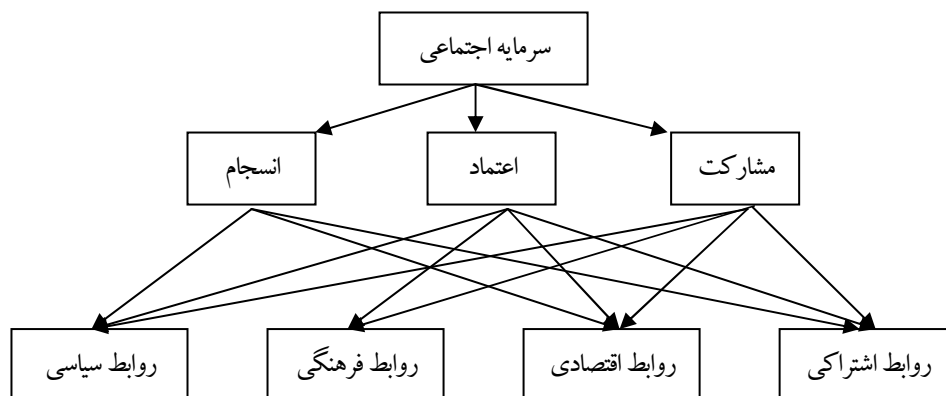 سرمایه اجتماعی
مشارکت
اعتماد
انسجام
روابط اشتراکی
روابط اقتصادی
روابط فرهنگی
روابط سیاسی